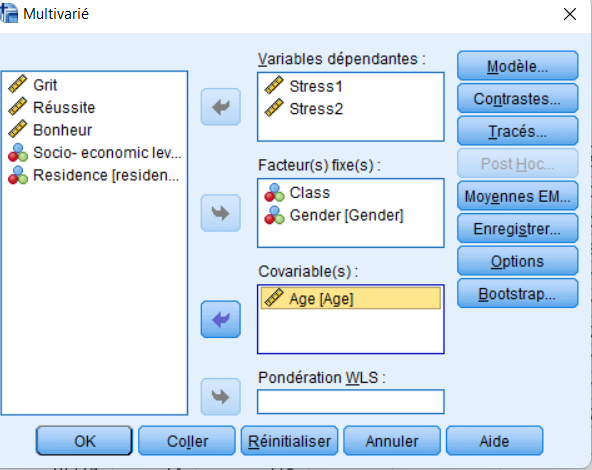 Multivarié
Variables dépendantes :
Grit
Réussite
Bonheur
Socio- economic lev...
Residence [residen...
Stress1
Stress2
Facteur(s) fixe(s) :
Class
Gender [Gender]
Covariable(s) :
Age [Age]
Pondération WLS :
Modèle...
Contrastes...
Tracés...
Post Hoc...
Moyennes EM...
Enregistrer...
Options
Bootstrap...
OK
Coller
Réinitialiser
Annuler
Aide